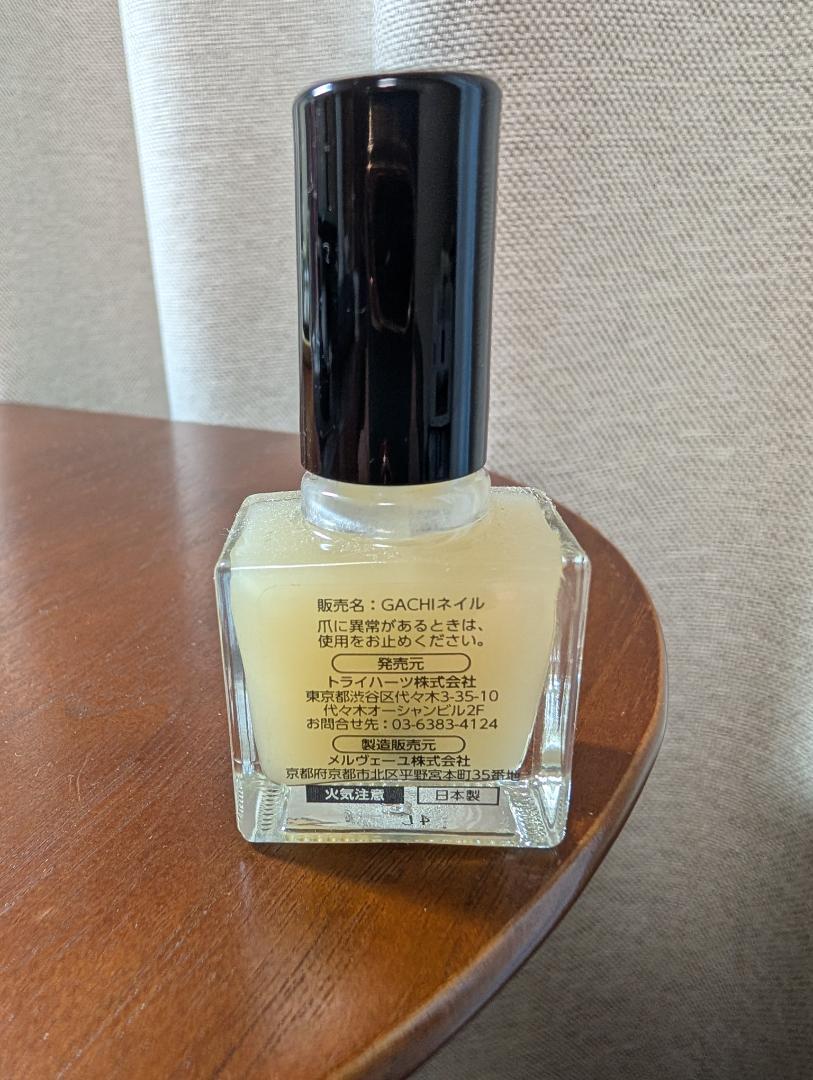 販売名：GACHIネイル
爪に異常があるときは、
使用をお止めください。
発売元
トライハーツ株式会社
東京都渋谷区代々木3-35-10
代々木オーシャンビル2F
お問合せ先：03-6383-4124
製造販売元
メルヴェーユ株式会社
京都府京都市北区平野宮本町35番地
火気注意 日本製